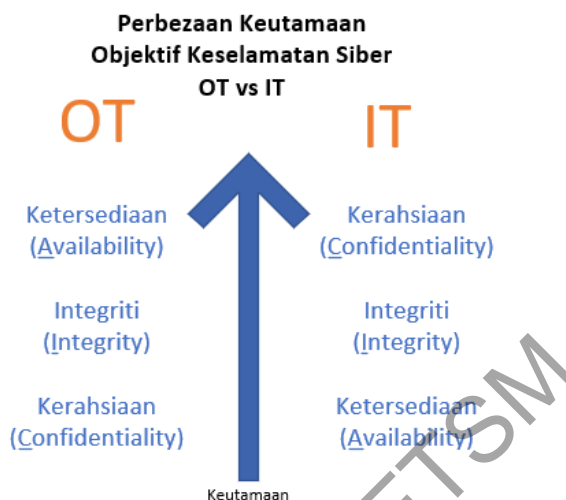 Perbezaan Keutamaan
Objektif Keselamatan Siber
OT vs IT
OT
IT
Ketersediaan
(Availability)
Integriti
(Integrity)
Kerahsiaan
(Confidentiality)
Kerahsiaan
(Confidentiality)
Integriti
(Integrity)
Ketersediaan
(Availability)
Keutamaan